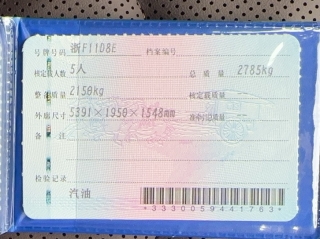 号牌号码 浙F11D8E 档案编号
核定载人数 5人 总质量 2785kg
整备质量 2150kg 核定载质量
外廓尺寸 5391×1950×1548mm 准牵引总质量 --
备注
检验记录
汽油
*3330059441763*